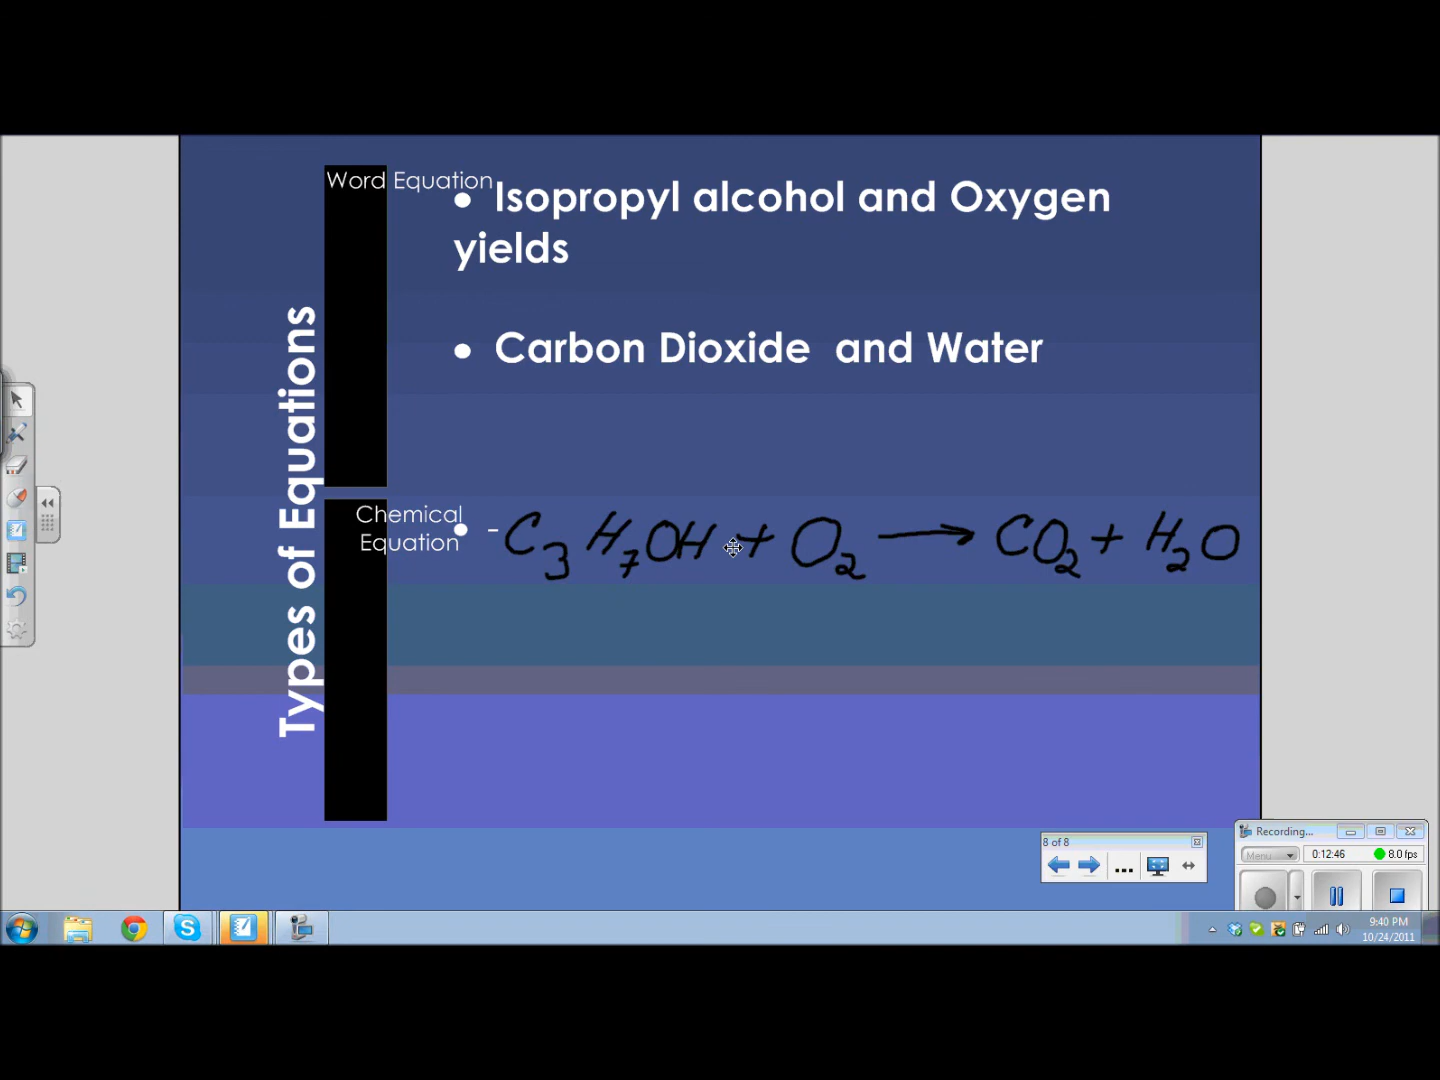 Types of Equations
Word Equation
• Isopropyl alcohol and Oxygen
yields
• Carbon Dioxide and Water
Chemical
Equation
• - C₃H₇OH + O₂ → CO₂ + H₂O
8 of 8
...
Recording...
Menu
0:12:46
8.0 fps
9:40 PM
10/24/2011